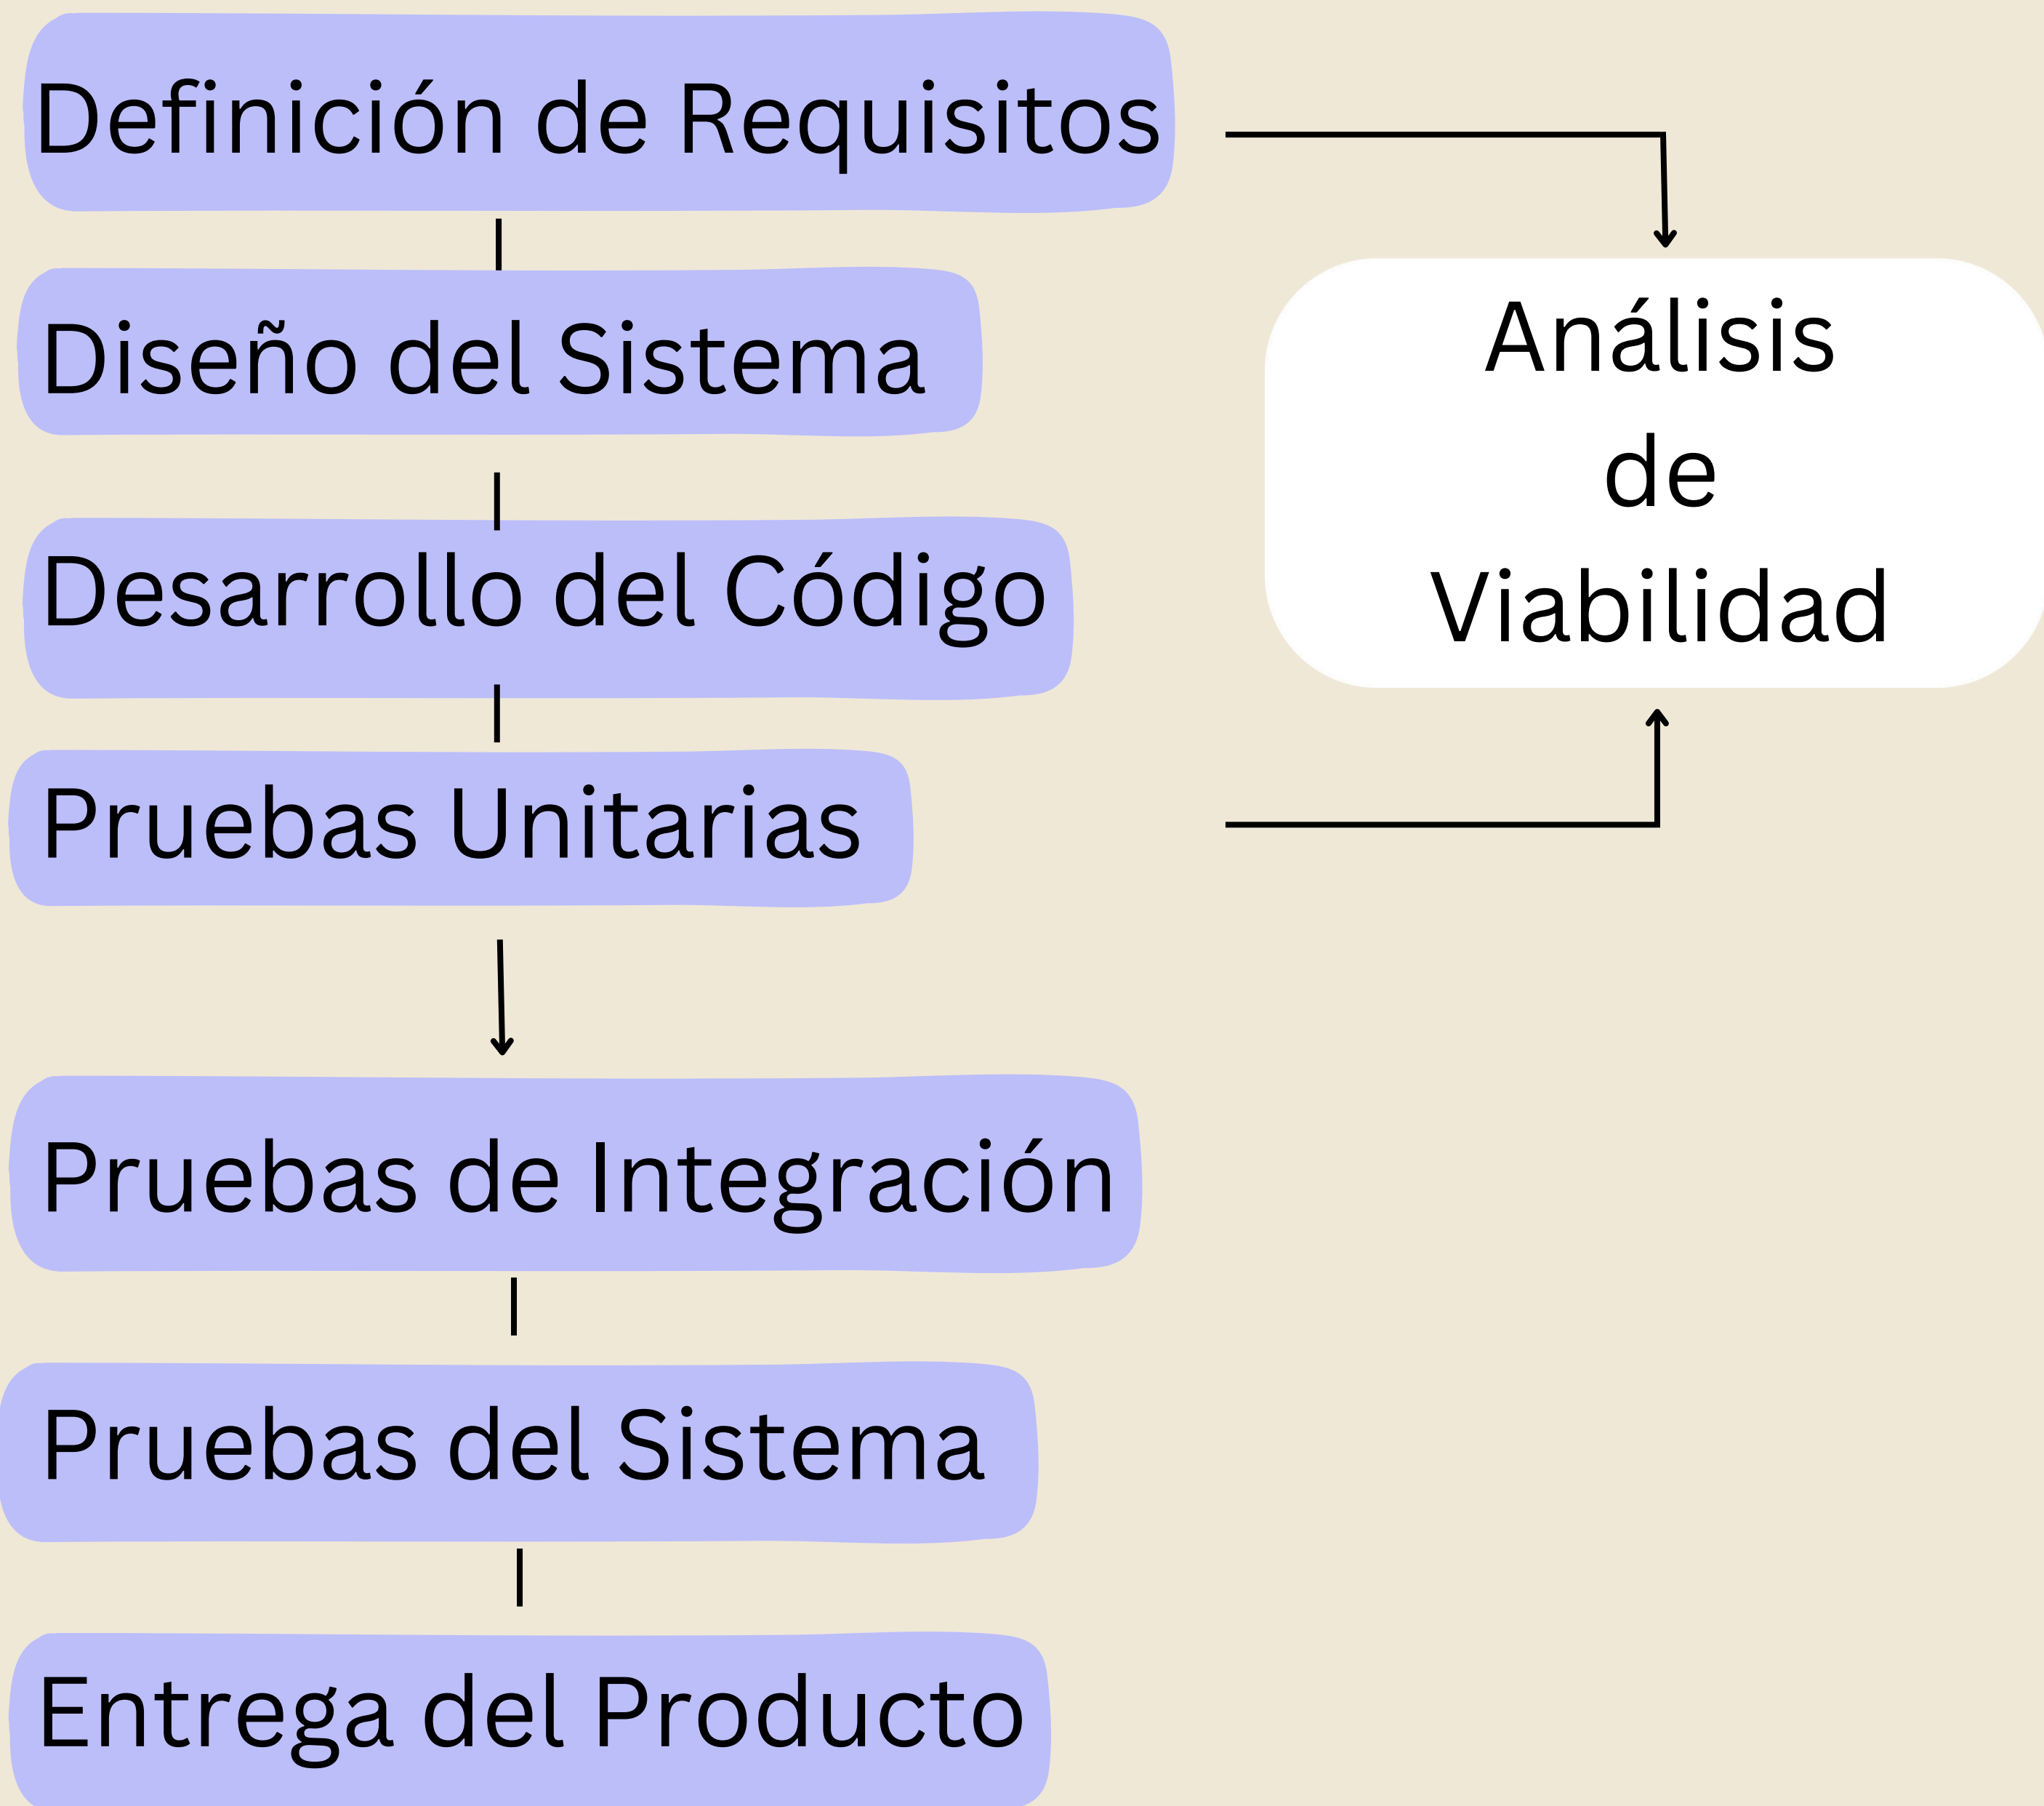 Definición de Requisitos
Diseño del Sistema
Desarrollo del Código
Pruebas Unitarias
Análisis
de
Viabilidad
Pruebas de Integración
Pruebas del Sistema
Entrega del Producto